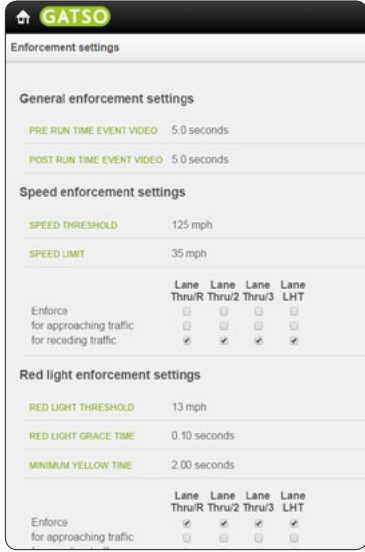 GATSO
Enforcement settings
General enforcement settings
PRE RUN TIME EVENT VIDEO 5.0 seconds
POST RUN TIME EVENT VIDEO 5.0 seconds
Speed enforcement settings
SPEED THRESHOLD 125 mph
SPEED LIMIT 35 mph
Lane Lane Lane Lane
Thru/R Thru/2 Thru/3 LHT
Enforce
for approaching traffic
for receding traffic
Red light enforcement settings
RED LIGHT THRESHOLD 13 mph
RED LIGHT GRACE TIME 0.10 seconds
MINIMUM YELLOW TIME 2.00 seconds
Lane Lane Lane Lane
Thru/R Thru/2 Thru/3 LHT
Enforce
for approaching traffic